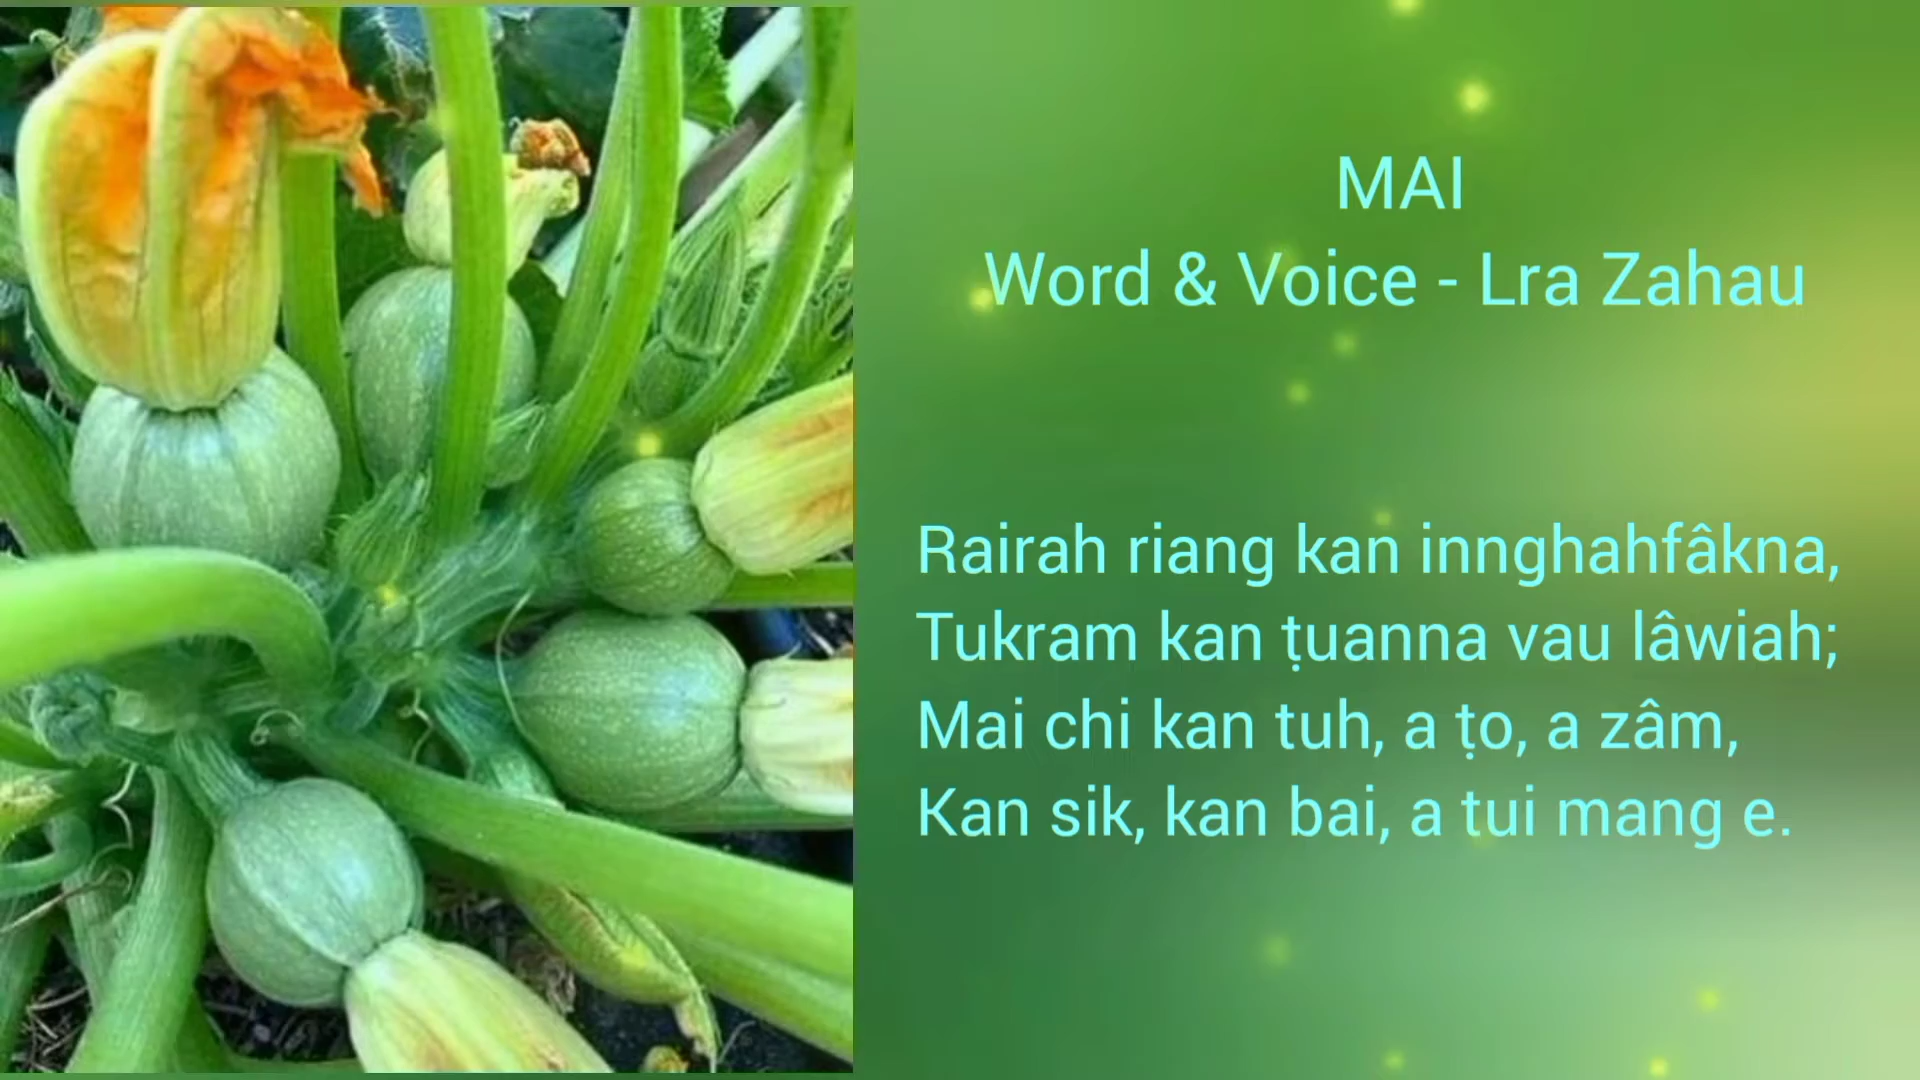 MAI
Word & Voice - Lra Zahau
Rairah riang kan innghahfâkna,
Tukram kan ṭuanna vau lâwiah;
Mai chi kan tuh, a ṭo, a zâm,
Kan sik, kan bai, a tui mang e.